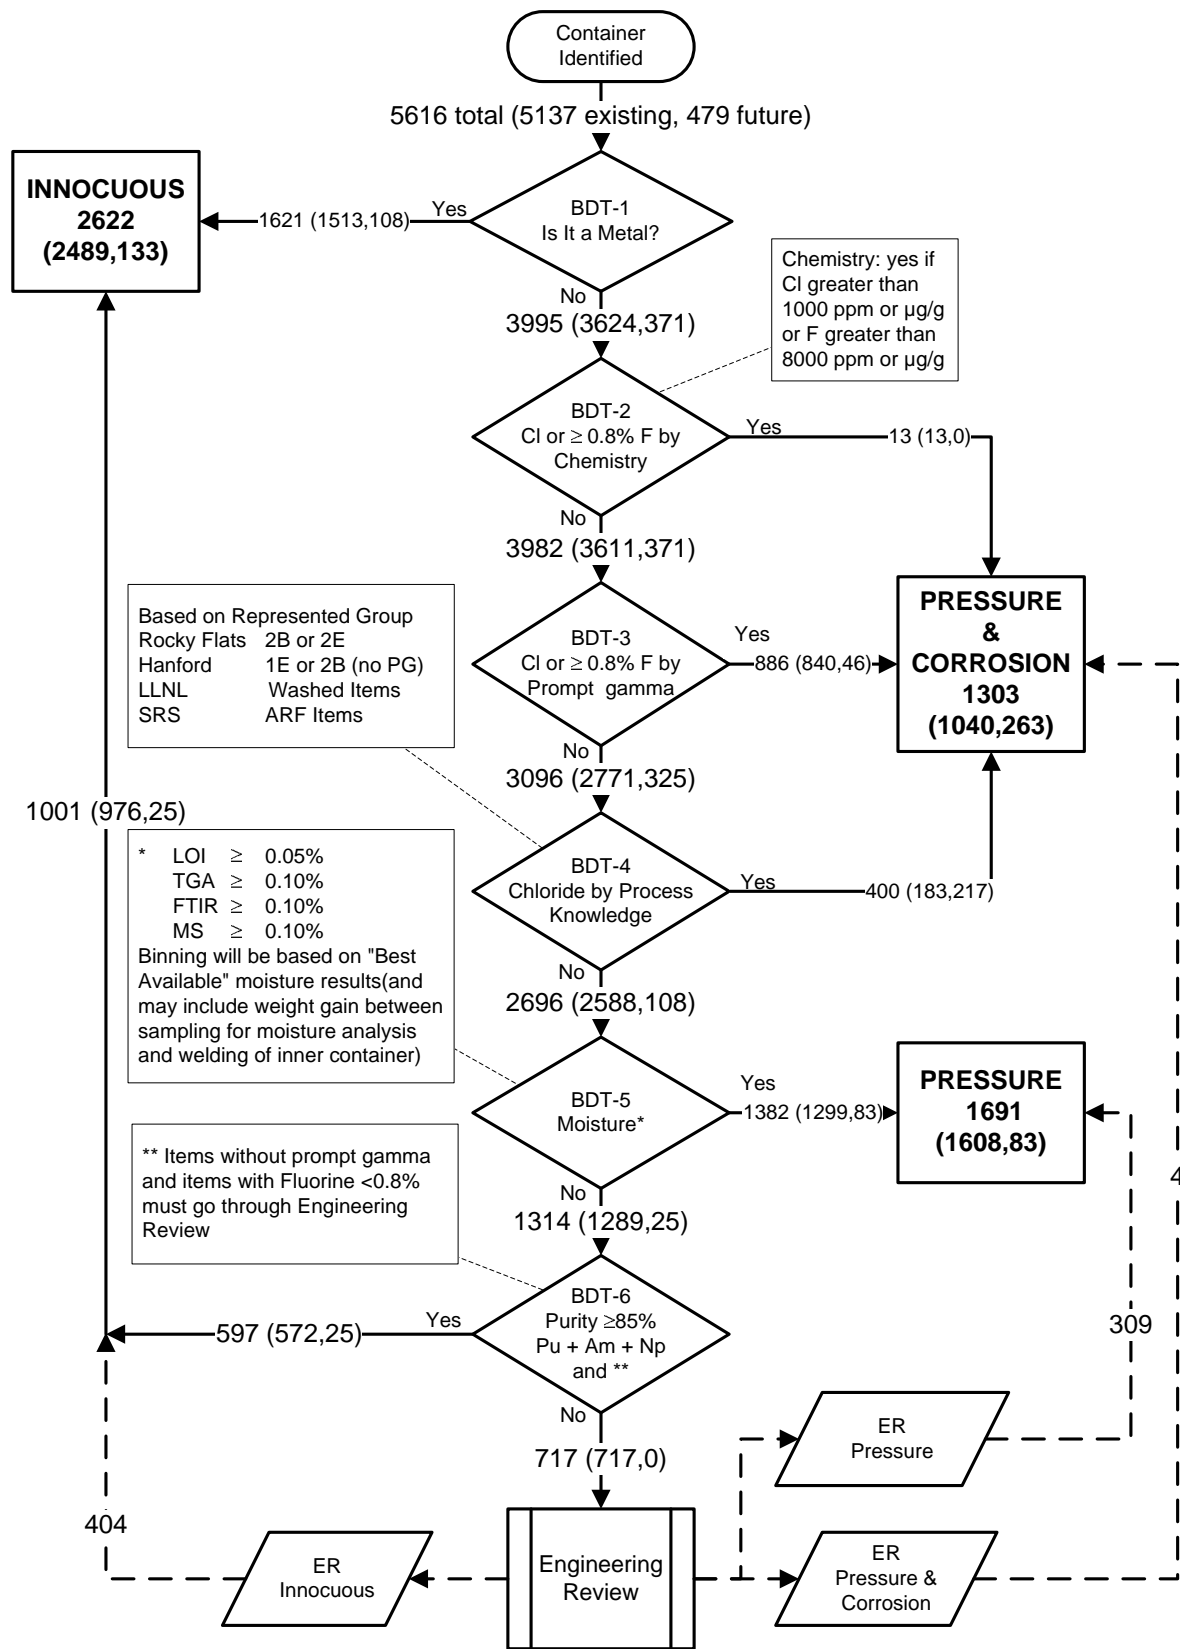 Container
Identified
5616 total (5137 existing, 479 future)
INNOCUOUS
2622
(2489,133)
1621 (1513,108)
Yes
BDT-1
Is It a Metal?
No
3995 (3624,371)
Chemistry: yes if
Cl greater than
1000 ppm or µg/g
or F greater than
8000 ppm or µg/g
BDT-2
Cl or ≥ 0.8% F by
Chemistry
Yes
13 (13,0)
No
3982 (3611,371)
Based on Represented Group
Rocky Flats 2B or 2E
Hanford 1E or 2B (no PG)
LLNL Washed Items
SRS ARF Items
BDT-3
Cl or ≥ 0.8% F by
Prompt gamma
Yes
886 (840,46)
PRESSURE
&
CORROSION
1303
(1040,263)
No
3096 (2771,325)
1001 (976,25)
* LOI ≥ 0.05%
TGA ≥ 0.10%
FTIR ≥ 0.10%
MS ≥ 0.10%
Binning will be based on "Best
Available" moisture results(and
may include weight gain between
sampling for moisture analysis
and welding of inner container)
BDT-4
Chloride by Process
Knowledge
Yes
400 (183,217)
No
2696 (2588,108)
BDT-5
Moisture*
Yes
1382 (1299,83)
PRESSURE
1691
(1608,83)
4
** Items without prompt gamma
and items with Fluorine <0.8%
must go through Engineering
Review
No
1314 (1289,25)
BDT-6
Purity ≥85%
Pu + Am + Np
and **
Yes
597 (572,25)
309
No
717 (717,0)
ER
Pressure
404
ER
Innocuous
Engineering
Review
ER
Pressure &
Corrosion